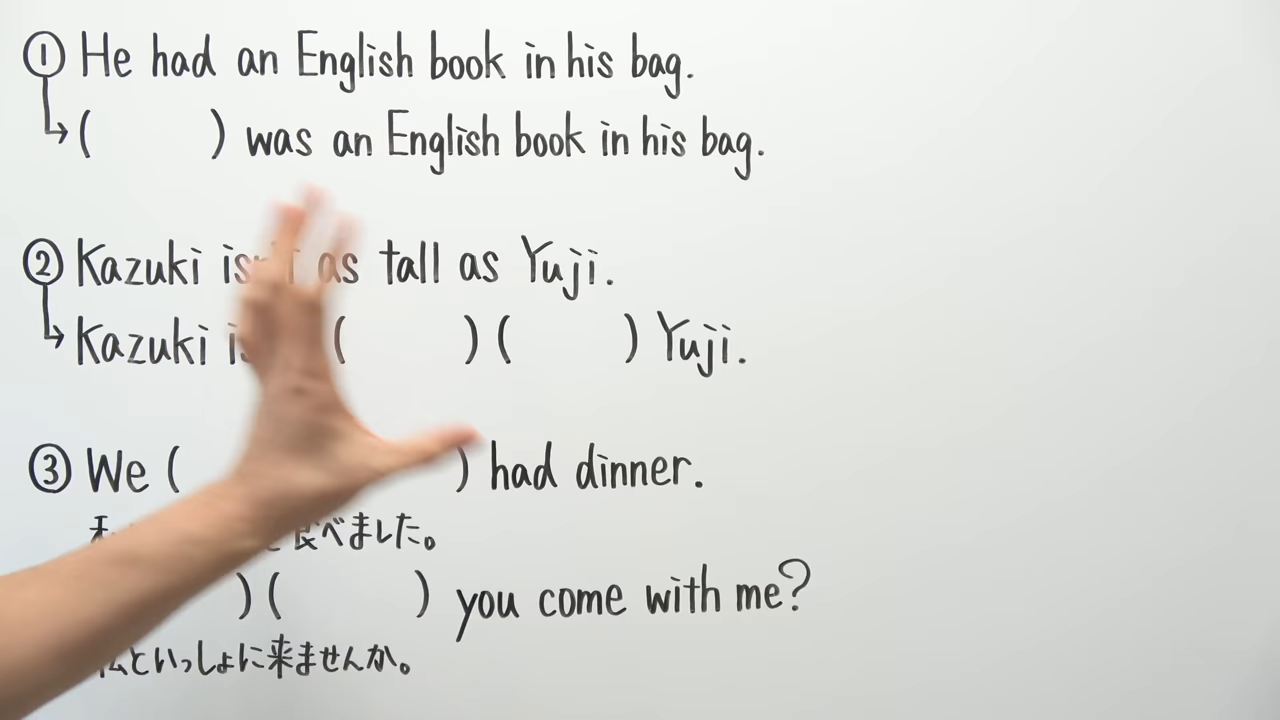 ① He had an English book in his bag.
( ) was an English book in his bag.
② Kazuki as tall as Yuji.
Kazuki ( ) ( ) Yuji.
③ We ( ) had dinner.
食べました。
) ( ) you come with me?
私といっしょに来ませんか。